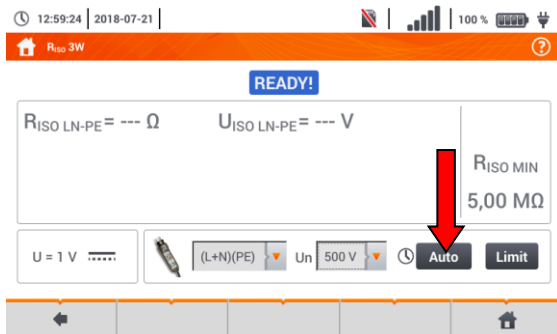 12:59:24 2018-07-21 100 %
RISO 3W ?
READY!
RISO LN-PE= --- Ω UISO LN-PE= --- V
RISO MIN
5,00 MΩ
U = 1 V (L+N)(PE) Un 500 V Auto Limit